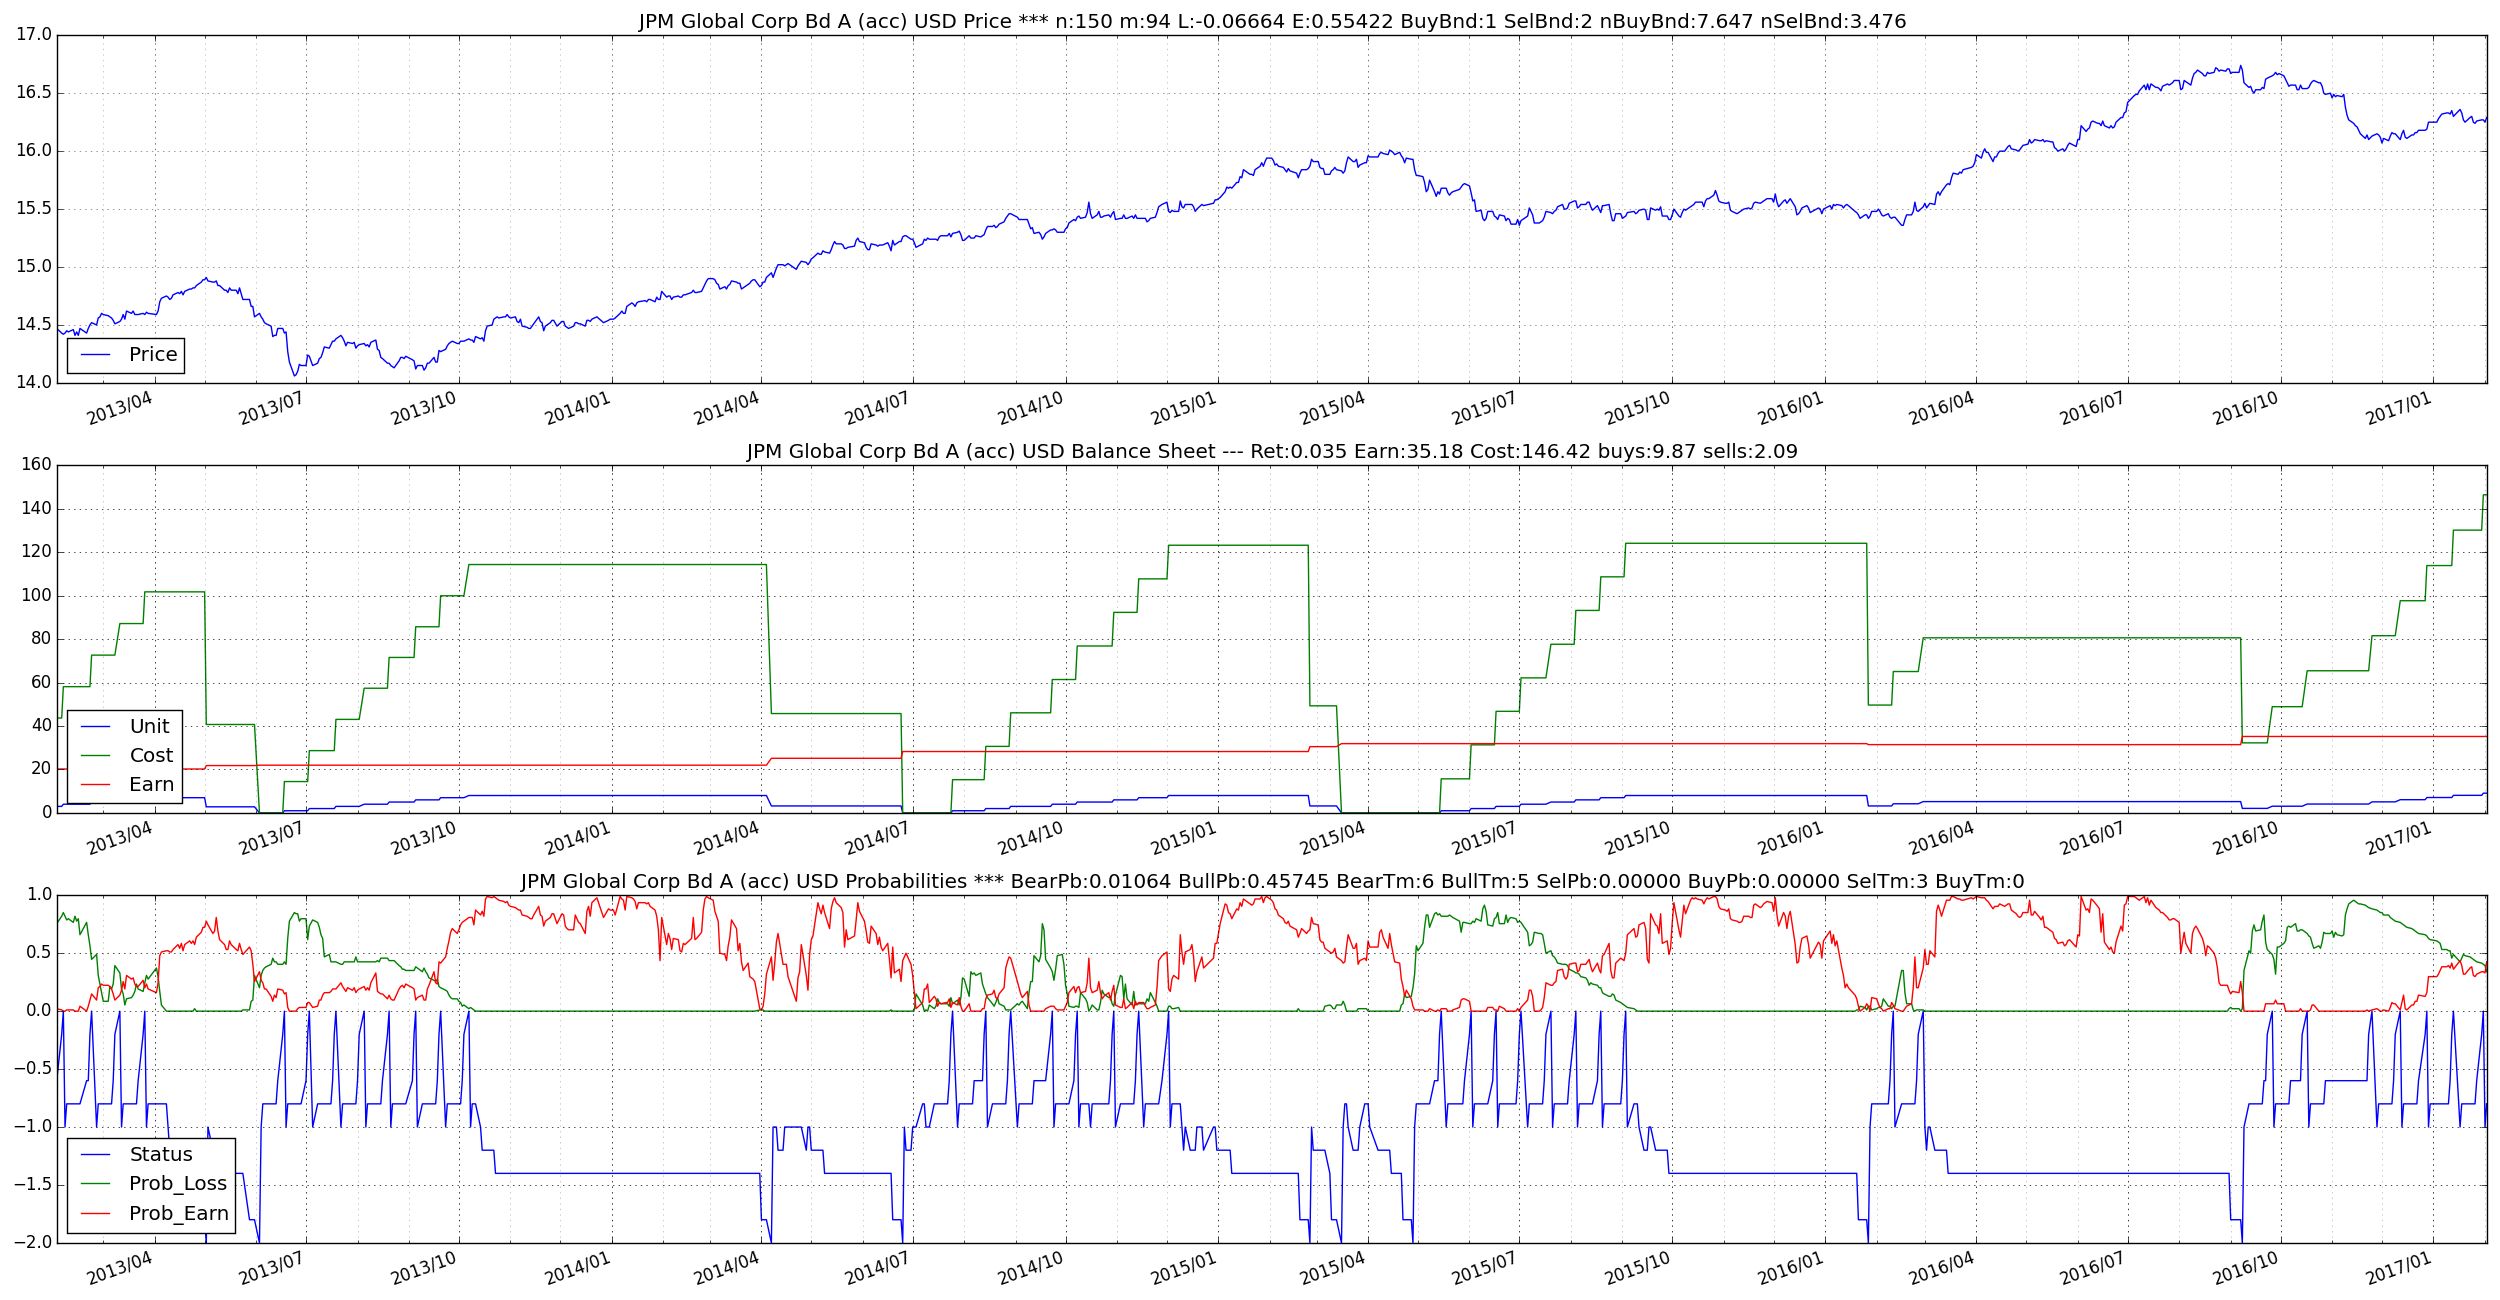 JPM Global Corp Bd A (acc) USD Price *** n:150 m:94 L:-0.06664 E:0.55422 BuyBnd:1 SelBnd:2 nBuyBnd:7.647 nSelBnd:3.476
17.0
16.5
16.0
15.5
15.0
14.5
14.0
Price
2013/04 2013/07 2013/10 2014/01 2014/04 2014/07 2014/10 2015/01 2015/04 2015/07 2015/10 2016/01 2016/04 2016/07 2016/10 2017/01
JPM Global Corp Bd A (acc) USD Balance Sheet --- Ret:0.035 Earn:35.18 Cost:146.42 buys:9.87 sells:2.09
160
140
120
100
80
60
40
20
0
Unit
Cost
Earn
2013/04 2013/07 2013/10 2014/01 2014/04 2014/07 2014/10 2015/01 2015/04 2015/07 2015/10 2016/01 2016/04 2016/07 2016/10 2017/01
JPM Global Corp Bd A (acc) USD Probabilities *** BearPb:0.01064 BullPb:0.45745 BearTm:6 BullTm:5 SelPb:0.00000 BuyPb:0.00000 SelTm:3 BuyTm:0
1.0
0.5
0.0
−0.5
−1.0
−1.5
−2.0
Status
Prob_Loss
Prob_Earn
2013/04 2013/07 2013/10 2014/01 2014/04 2014/07 2014/10 2015/01 2015/04 2015/07 2015/10 2016/01 2016/04 2016/07 2016/10 2017/01